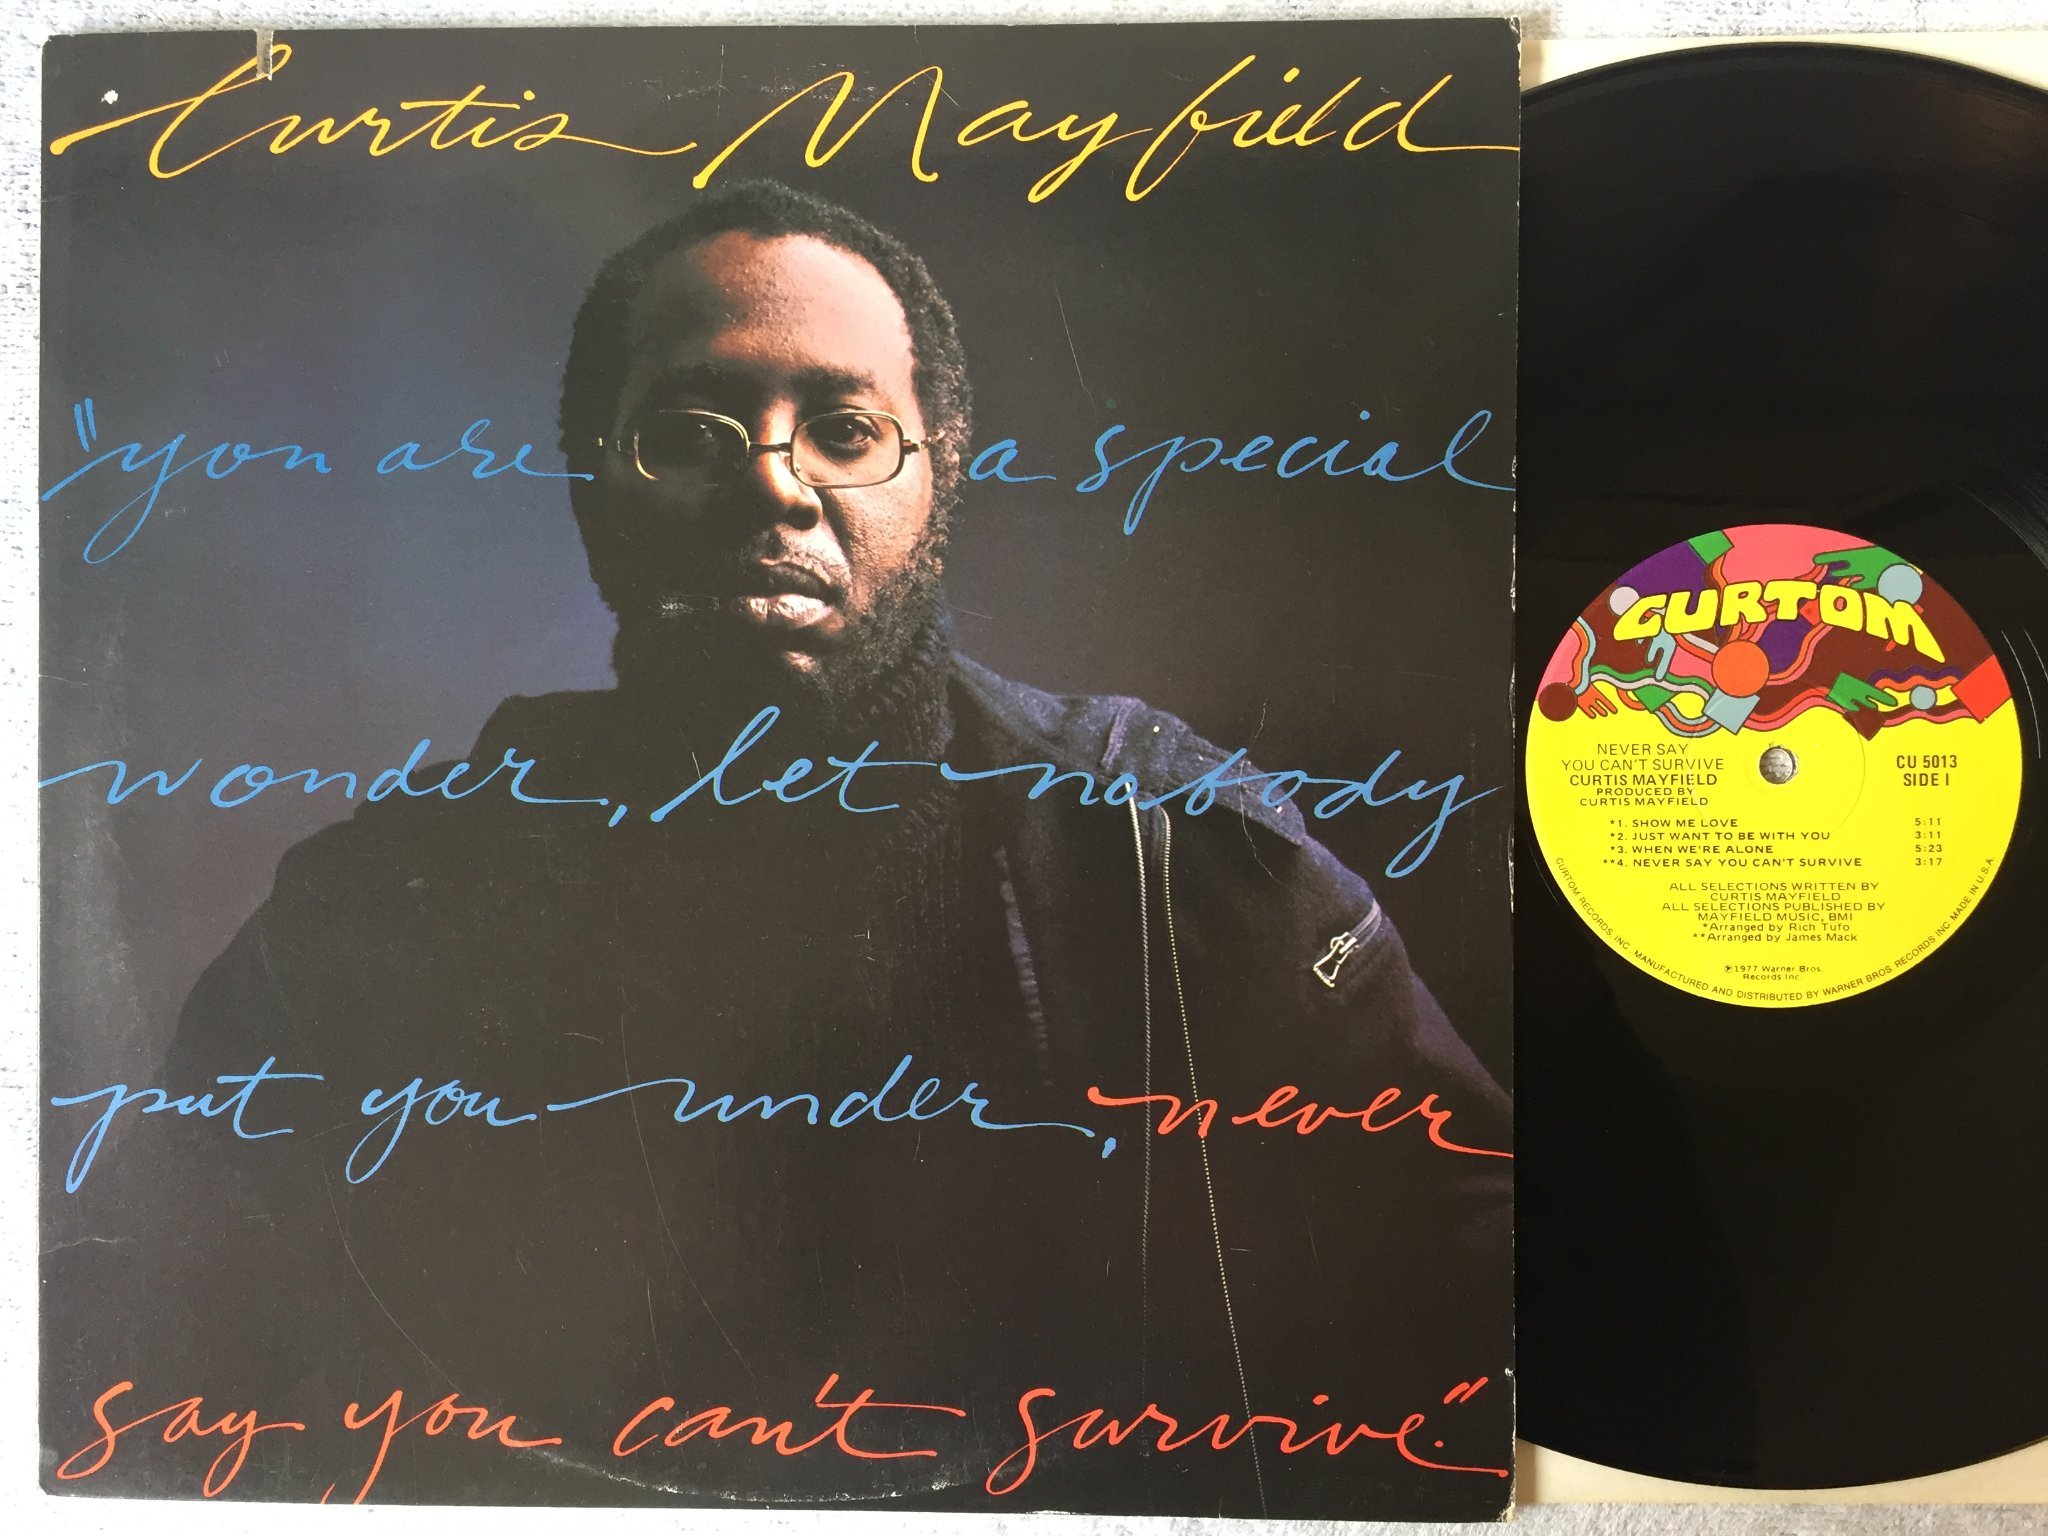 Curtis Mayfield
"you are a special
wonder, let nobody
put you under, never
say you can't survive."
CURTOM
NEVER SAY
YOU CAN'T SURVIVE
CURTIS MAYFIELD
PRODUCED BY
CURTIS MAYFIELD
CU 5013
SIDE I
*1. SHOW ME LOVE 5:11
*2. JUST WANT TO BE WITH YOU 3:11
*3. WHEN WE'RE ALONE 5:23
**4. NEVER SAY YOU CAN'T SURVIVE 3:17
ALL SELECTIONS WRITTEN BY
CURTIS MAYFIELD
ALL SELECTIONS PUBLISHED BY
MAYFIELD MUSIC, BMI
*Arranged by Rich Tufo
**Arranged by James Mack
℗1977 Warner Bros.
Records Inc.
CURTOM RECORDS, INC. MANUFACTURED AND DISTRIBUTED BY WARNER BROS RECORDS INC. MADE IN U.S.A.